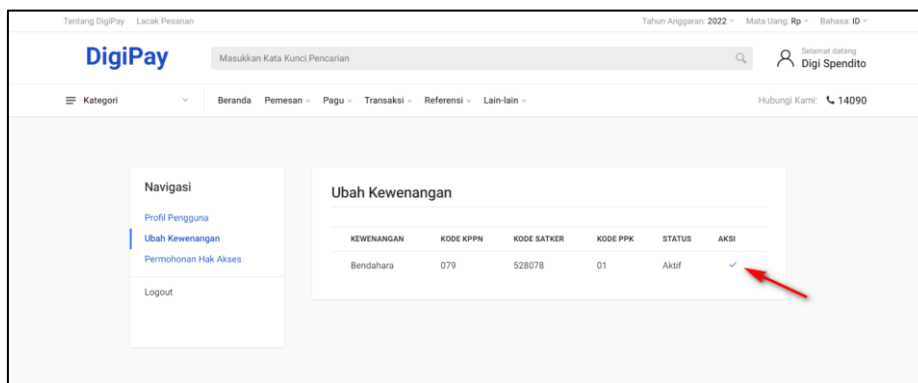 Tentang DigiPay Lacak Pesanan Tahun Anggaran: 2022 Mata Uang: Rp Bahasa: ID
DigiPay Masukkan Kata Kunci Pencarian Selamat datang
Digi Spendito
Kategori Beranda Pemesan Pagu Transaksi Referensi Lain-lain Hubungi Kami: 14090
Navigasi
Profil Pengguna
Ubah Kewenangan
Permohonan Hak Akses
Logout
Ubah Kewenangan
KEWENANGAN KODE KPPN KODE SATKER KODE PPK STATUS AKSI
Bendahara 079 528078 01 Aktif